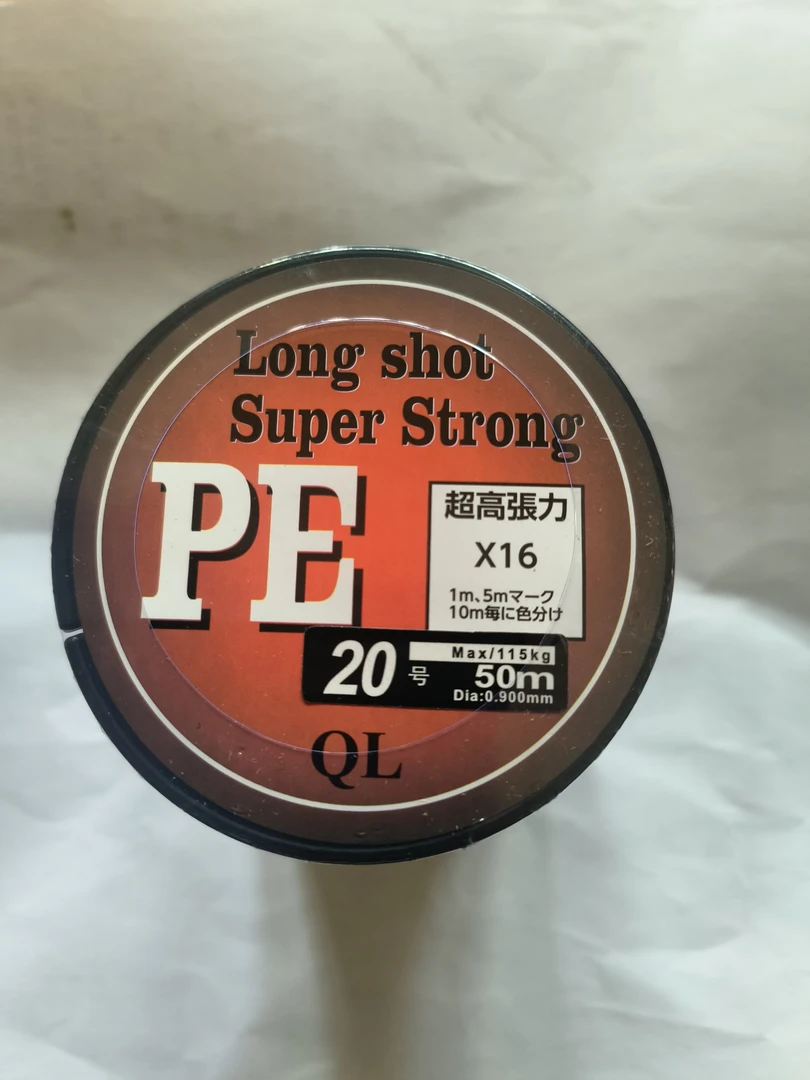 Long shot
Super Strong
PE
超高張力
X16
1m、5mマーク
10m毎に色分け
20号
Max/115kg
50m
Dia:0.900mm
QL